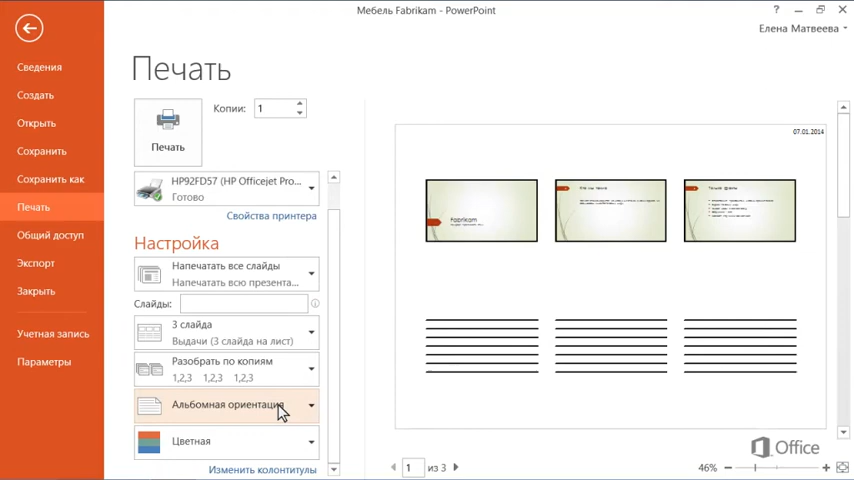 Мебель Fabrikam - PowerPoint
?
Елена Матвеева
Сведения
Создать
Открыть
Сохранить
Сохранить как
Печать
Общий доступ
Экспорт
Закрыть
Учетная запись
Параметры
Печать
Печать
Копии: 1
HP92FD57 (HP Officejet Pro...
Готово
Свойства принтера
Настройка
Напечатать все слайды
Напечатать всю презента...
Слайды:
3 слайда
Выдачи (3 слайда на лист)
Разобрать по копиям
1,2,3 1,2,3 1,2,3
Альбомная ориентация
Цветная
Изменить колонтитулы
07.01.2014
Fabrikam
1 из 3
Office
46%